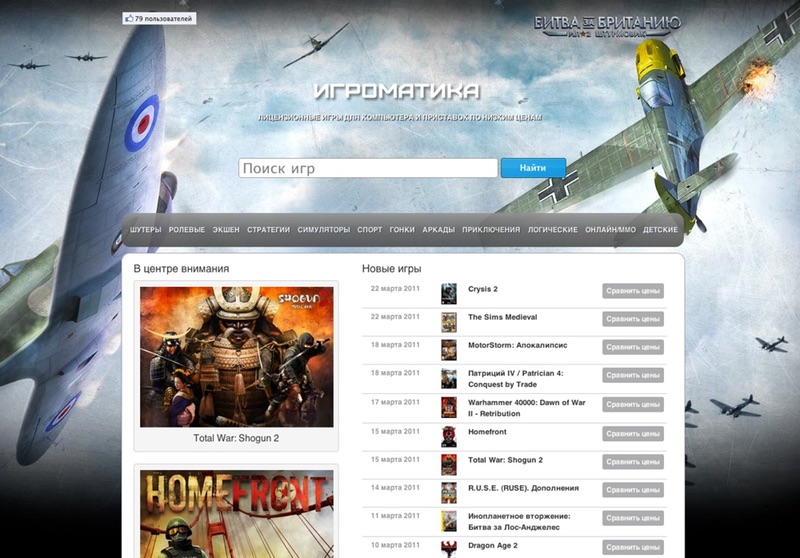 79 пользователей
БИТВА ЗА БРИТАНИЮ
ИЛ 2 ШТУРМОВИК
ИГРОМАТИКА
ЛИЦЕНЗИОННЫЕ ИГРЫ ДЛЯ КОМПЬЮТЕРА И ПРИСТАВОК ПО НИЗКИМ ЦЕНАМ
Поиск игр Найти
ШУТЕРЫ РОЛЕВЫЕ ЭКШЕН СТРАТЕГИИ СИМУЛЯТОРЫ СПОРТ ГОНКИ АРКАДЫ ПРИКЛЮЧЕНИЯ ЛОГИЧЕСКИЕ ОНЛАЙН/ММО ДЕТСКИЕ
В центре внимания
SHOGUN
Total War: Shogun 2
HOMEFRONT
Новые игры
22 марта 2011 Crysis 2 Сравнить цены
22 марта 2011 The Sims Medieval Сравнить цены
18 марта 2011 MotorStorm: Апокалипсис Сравнить цены
18 марта 2011 Патриций IV / Patrician 4: Сравнить цены
Conquest by Trade
17 марта 2011 Warhammer 40000: Dawn of War Сравнить цены
II - Retribution
15 марта 2011 Homefront Сравнить цены
15 марта 2011 Total War: Shogun 2 Сравнить цены
14 марта 2011 R.U.S.E. (RUSE). Дополнения Сравнить цены
11 марта 2011 Инопланетное вторжение: Сравнить цены
Битва за Лос-Анджелес
10 марта 2011 Dragon Age 2 Сравнить цены